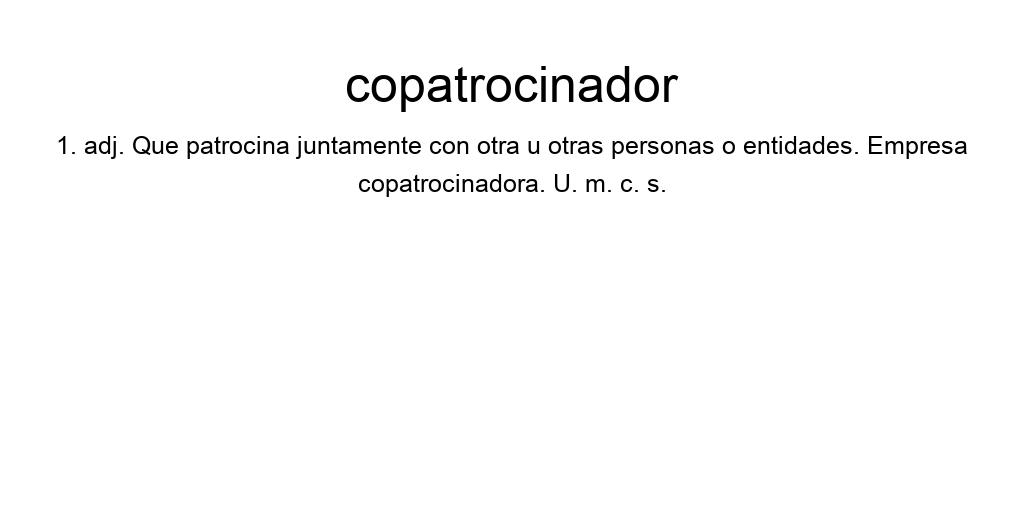 copatrocinador
1. adj. Que patrocina juntamente con otra u otras personas o entidades. Empresa
copatrocinadora. U. m. c. s.